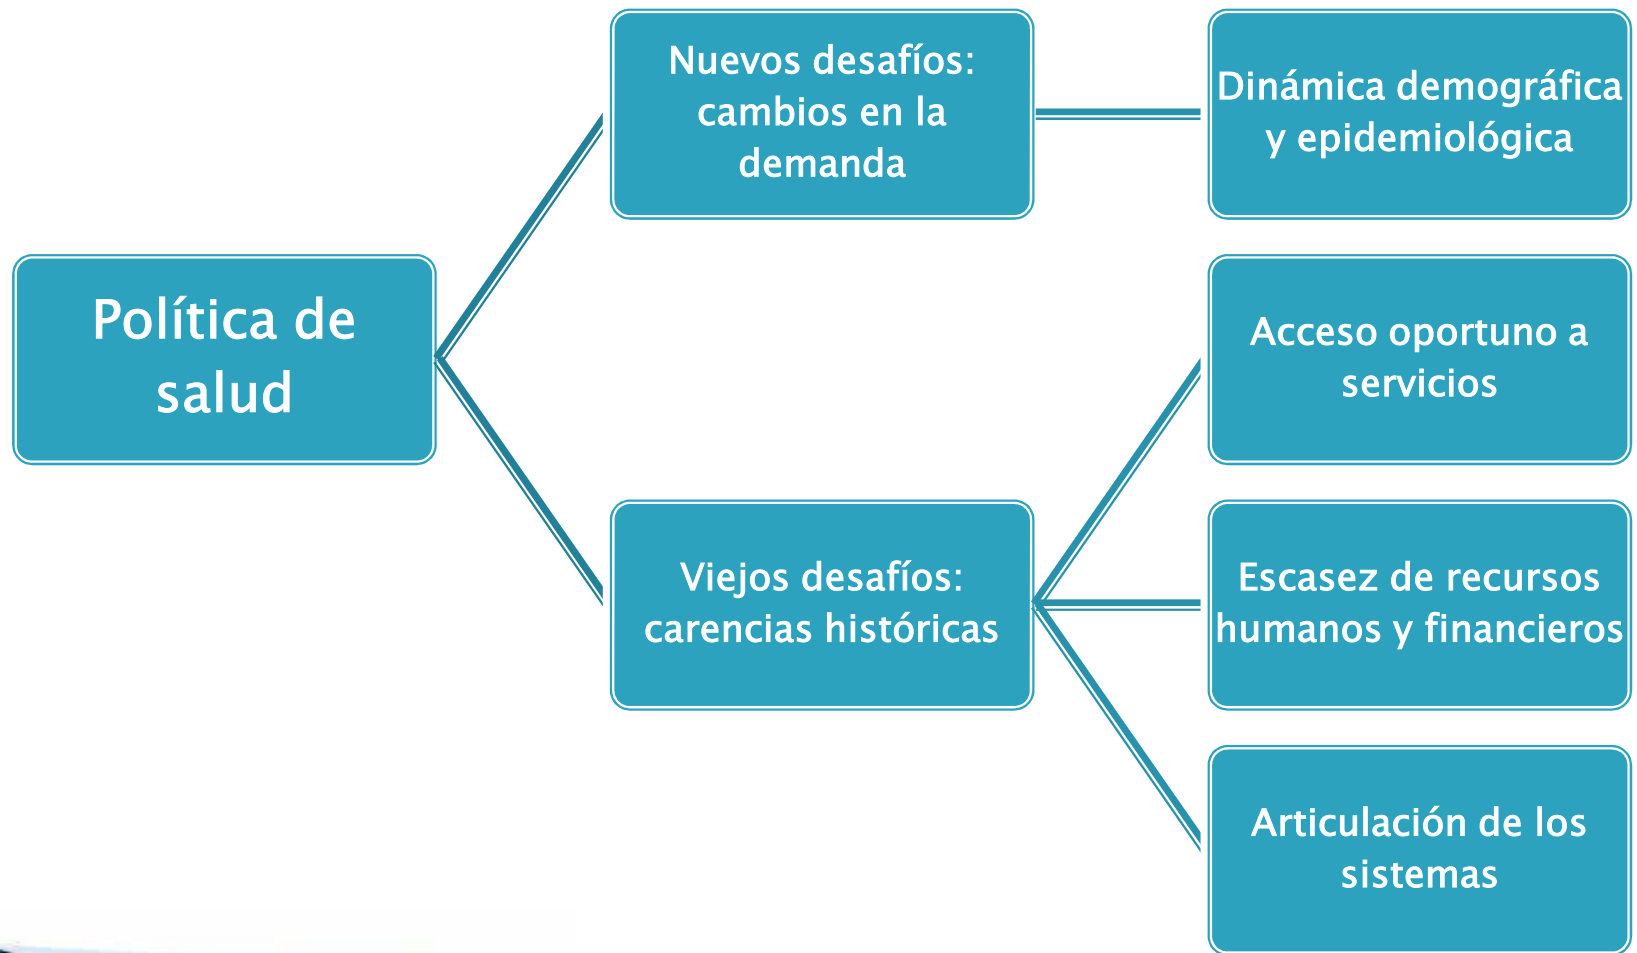 Política de
salud
Nuevos desafíos:
cambios en la
demanda
Dinámica demográfica
y epidemiológica
Viejos desafíos:
carencias históricas
Acceso oportuno a
servicios
Escasez de recursos
humanos y financieros
Articulación de los
sistemas